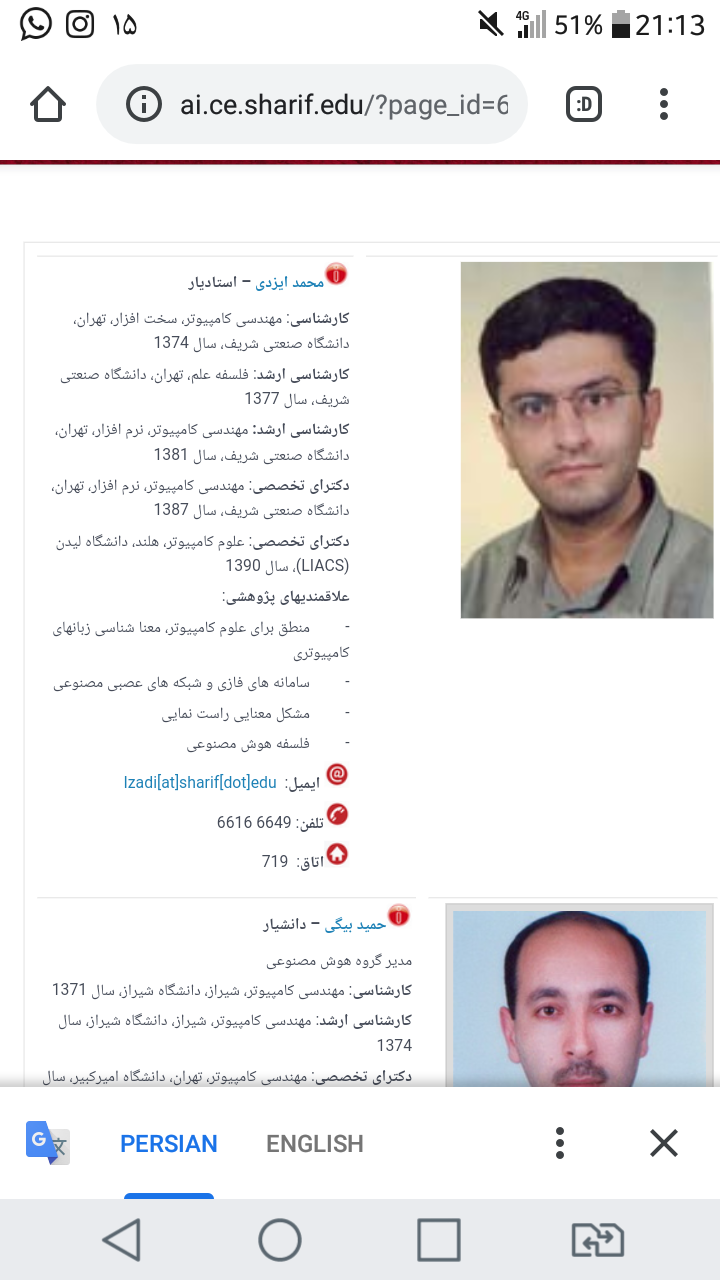 ۱۵
4G 51% 21:13
ai.ce.sharif.edu/?page_id=6
:D
محمد ایزدی – استادیار
کارشناسی: مهندسی کامپیوتر، سخت افزار، تهران،
دانشگاه صنعتی شریف، سال 1374
کارشناسی ارشد: فلسفه علم، تهران، دانشگاه صنعتی
شریف، سال 1377
کارشناسی ارشد: مهندسی کامپیوتر، نرم افزار، تهران،
دانشگاه صنعتی شریف، سال 1381
دکترای تخصصی: مهندسی کامپیوتر، نرم افزار، تهران،
دانشگاه صنعتی شریف، سال 1387
دکترای تخصصی: علوم کامپیوتر، هلند، دانشگاه لیدن
(LIACS)، سال 1390
علاقمندیهای پژوهشی:
- منطق برای علوم کامپیوتر، معنا شناسی زبانهای
کامپیوتری
- سامانه های فازی و شبکه های عصبی مصنوعی
- مشکل معنایی راست نمایی
- فلسفه هوش مصنوعی
ایمیل: Izadi[at]sharif[dot]edu
تلفن: 6649 6616
اتاق: 719
حمید بیگی – دانشیار
مدیر گروه هوش مصنوعی
کارشناسی: مهندسی کامپیوتر، شیراز، دانشگاه شیراز، سال 1371
کارشناسی ارشد: مهندسی کامپیوتر، شیراز، دانشگاه شیراز، سال
1374
دکترای تخصصی: مهندسی کامپیوتر، تهران، دانشگاه امیرکبیر، سال
G 文 PERSIAN ENGLISH